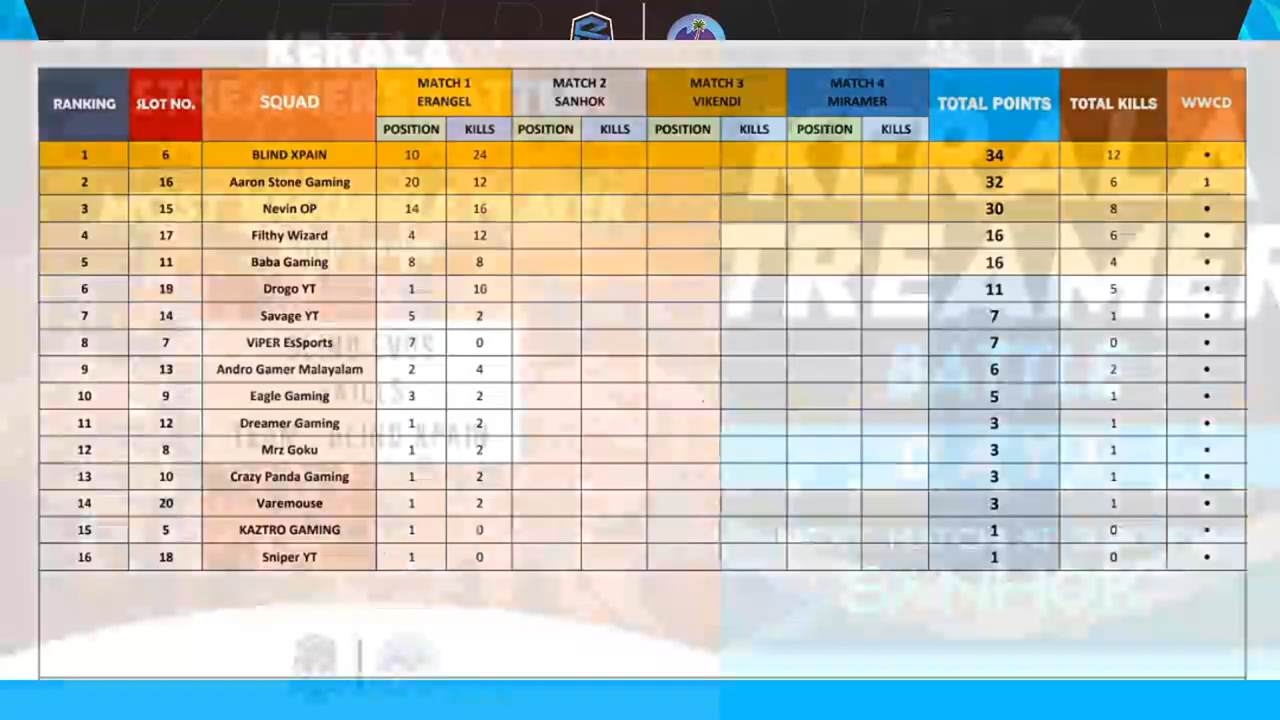 RANKING SLOT NO. SQUAD MATCH 1 ERANGEL MATCH 2 SANHOK MATCH 3 VIKENDI MATCH 4 MIRAMER TOTAL POINTS TOTAL KILLS WWCD
POSITION KILLS POSITION KILLS POSITION KILLS POSITION KILLS
1 6 BLIND XPAIN 10 24 34 12 •
2 16 Aaron Stone Gaming 20 12 32 6 1
3 15 Nevin OP 14 16 30 8 •
4 17 Filthy Wizard 4 12 16 6 •
5 11 Baba Gaming 8 8 16 4 •
6 19 Drogo YT 1 10 11 5 •
7 14 Savage YT 5 2 7 1 •
8 7 ViPER EsSports 7 0 7 0 •
9 13 Andro Gamer Malayalam 2 4 6 2 •
10 9 Eagle Gaming 3 2 5 1 •
11 12 Dreamer Gaming 1 2 3 1 •
12 8 Mrz Goku 1 2 3 1 •
13 10 Crazy Panda Gaming 1 2 3 1 •
14 20 Varemouse 1 2 3 1 •
15 5 KAZTRO GAMING 1 0 1 0 •
16 18 Sniper YT 1 0 1 0 •
KERALA
KERALA
STREAMER
BATTLE
SANHOK
TEAM - BLIND XPAIN